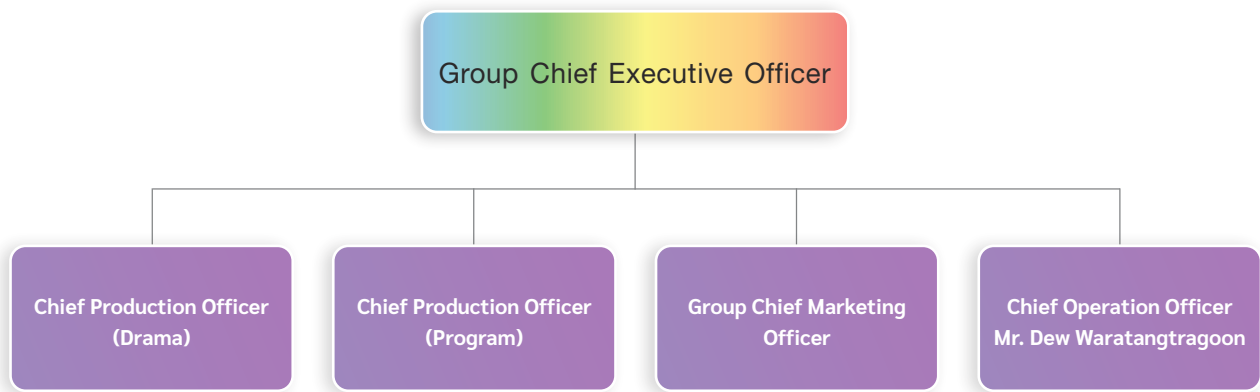 Group Chief Executive Officer
Chief Production Officer
(Drama)
Chief Production Officer
(Program)
Group Chief Marketing
Officer
Chief Operation Officer
Mr. Dew Waratangtragoon